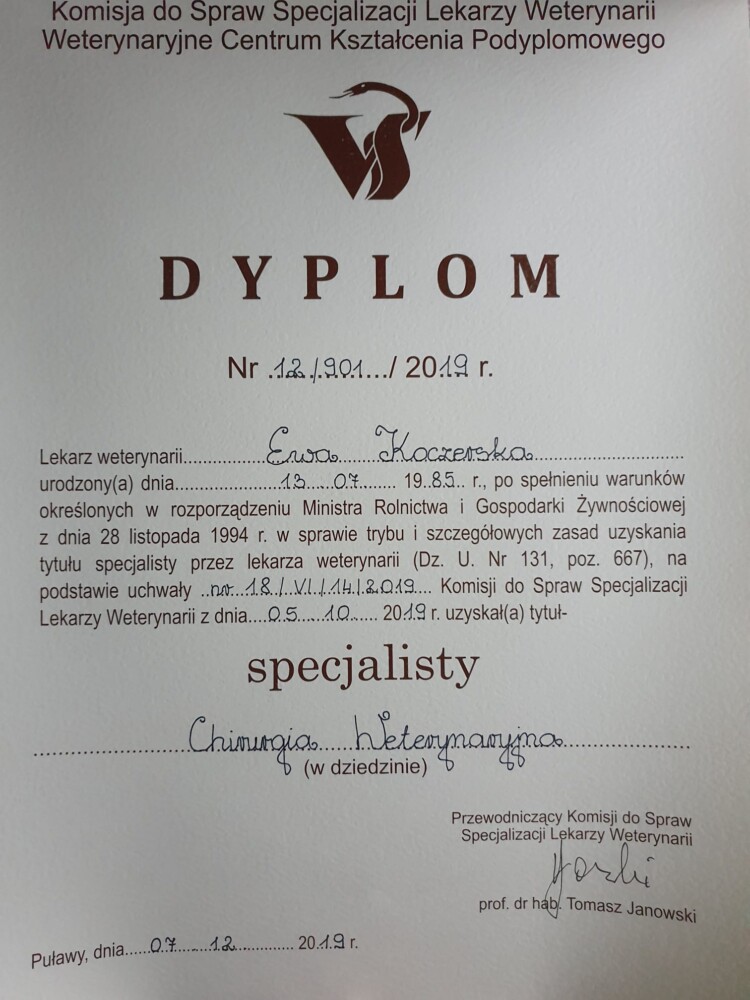 Komisja do Spraw Specjalizacji Lekarzy Weterynarii
Weterynaryjne Centrum Kształcenia Podyplomowego
DYPLOM
Nr .12./.901.../ 2019 r.
Lekarz weterynarii......Ewa......Koczerska......
urodzony(a) dnia......13....07....... 19..85.. r., po spełnieniu warunków
określonych w rozporządzeniu Ministra Rolnictwa i Gospodarki Żywnościowej
z dnia 28 listopada 1994 r. w sprawie trybu i szczegółowych zasad uzyskania
tytułu specjalisty przez lekarza weterynarii (Dz. U. Nr 131, poz. 667), na
podstawie uchwały ..nr. 18./.VI./.14/.2019.... Komisji do Spraw Specjalizacji
Lekarzy Weterynarii z dnia....05.....10...... 2019 r. uzyskał(a) tytuł-
specjalisty
......Chirurgia......Weterynaryjna......
(w dziedzinie)
Przewodniczący Komisji do Spraw
Specjalizacji Lekarzy Weterynarii
prof. dr hab. Tomasz Janowski
Puławy, dnia.....07......12............. 2019 r.